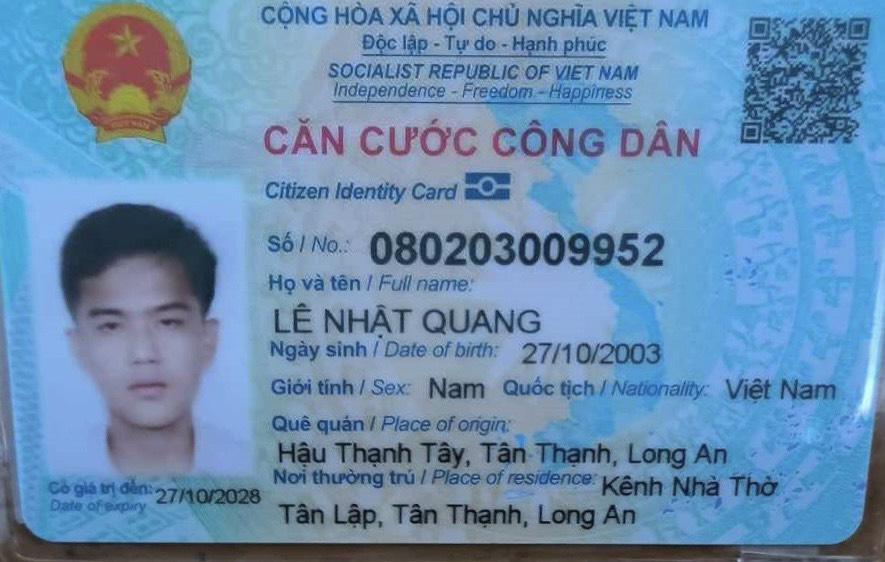 CỘNG HÒA XÃ HỘI CHỦ NGHĨA VIỆT NAM
Độc lập - Tự do - Hạnh phúc
SOCIALIST REPUBLIC OF VIET NAM
Independence - Freedom - Happiness
CĂN CƯỚC CÔNG DÂN
Citizen Identity Card
Số / No.: 080203009952
Họ và tên / Full name:
LÊ NHẬT QUANG
Ngày sinh / Date of birth: 27/10/2003
Giới tính / Sex: Nam Quốc tịch / Nationality: Việt Nam
Quê quán / Place of origin:
Hậu Thạnh Tây, Tân Thạnh, Long An
Nơi thường trú / Place of residence: Kênh Nhà Thờ
Tân Lập, Tân Thạnh, Long An
Có giá trị đến: 27/10/2028
Date of expiry